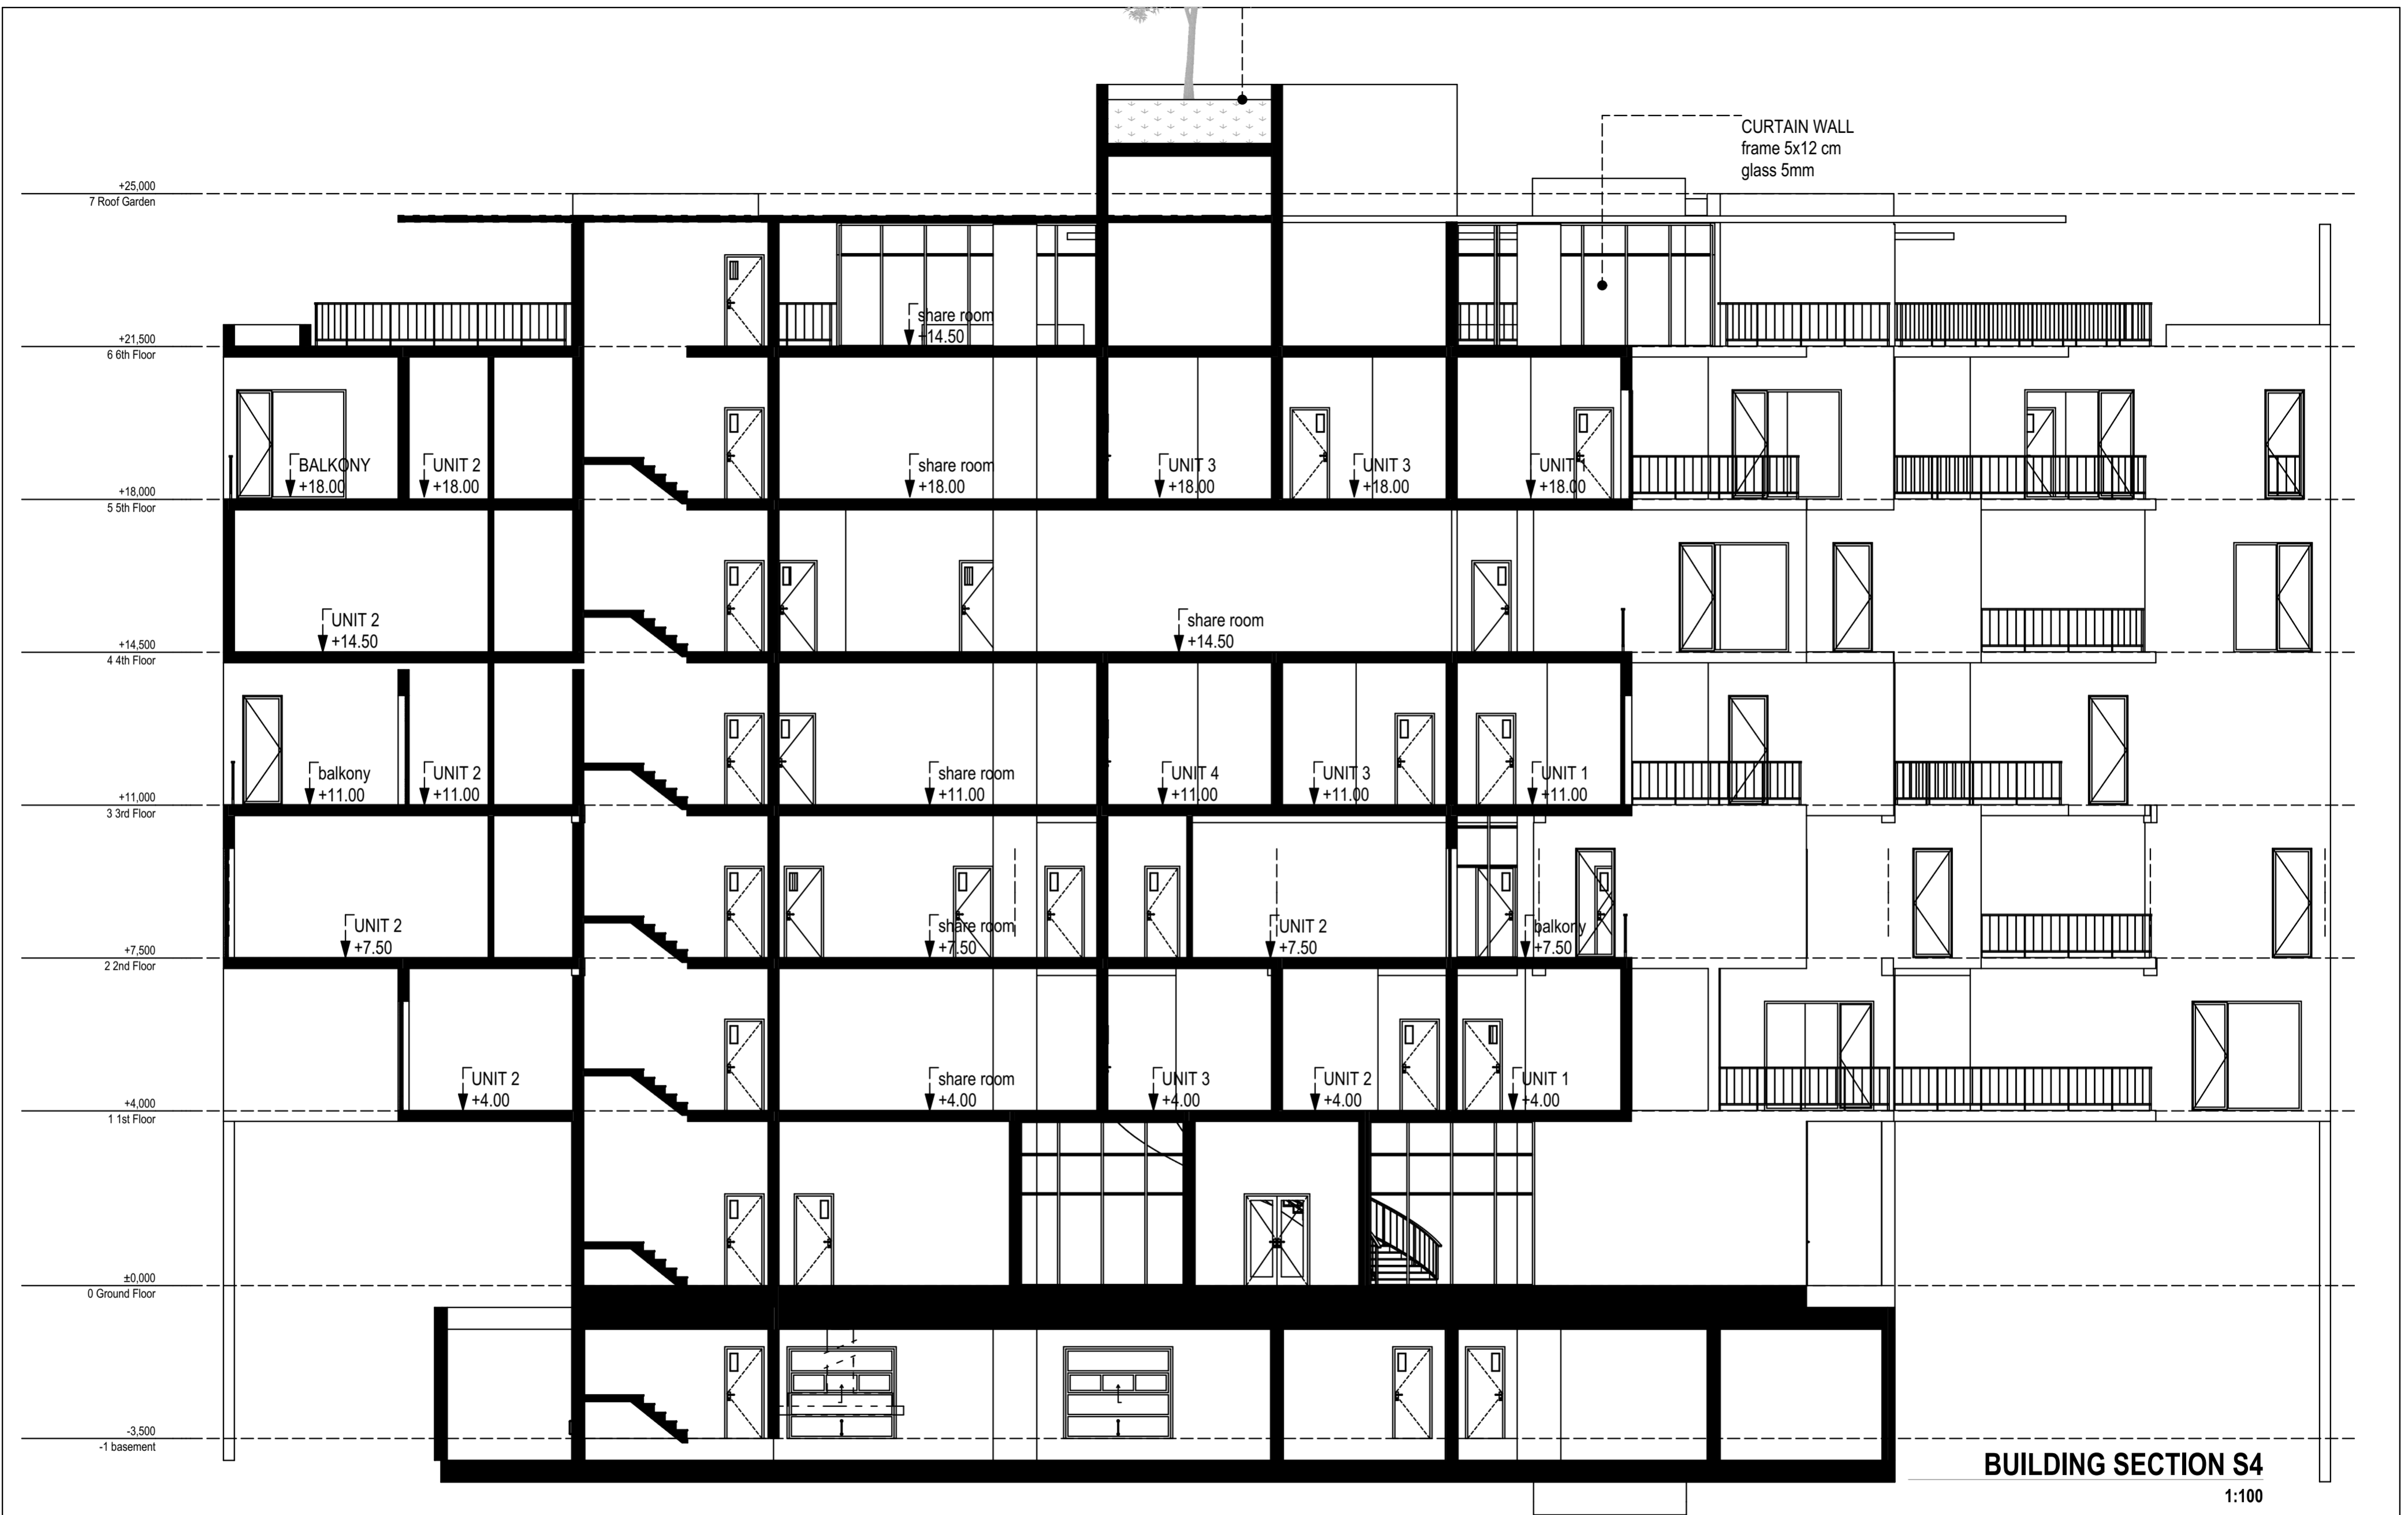 CURTAIN WALL
frame 5x12 cm
glass 5mm
+25,000
7 Roof Garden
share room
+14.50
+21,500
6 6th Floor
BALKONY
+18.00
UNIT 2
+18.00
share room
+18.00
UNIT 3
+18.00
UNIT 3
+18.00
UNIT 1
+18.00
+18,000
5 5th Floor
UNIT 2
+14.50
share room
+14.50
+14,500
4 4th Floor
balkony
+11.00
UNIT 2
+11.00
share room
+11.00
UNIT 4
+11.00
UNIT 3
+11.00
UNIT 1
+11.00
+11,000
3 3rd Floor
UNIT 2
+7.50
share room
+7.50
UNIT 2
+7.50
balkony
+7.50
+7,500
2 2nd Floor
UNIT 2
+4.00
share room
+4.00
UNIT 3
+4.00
UNIT 2
+4.00
UNIT 1
+4.00
+4,000
1 1st Floor
±0,000
0 Ground Floor
-3,500
-1 basement
BUILDING SECTION S4
1:100